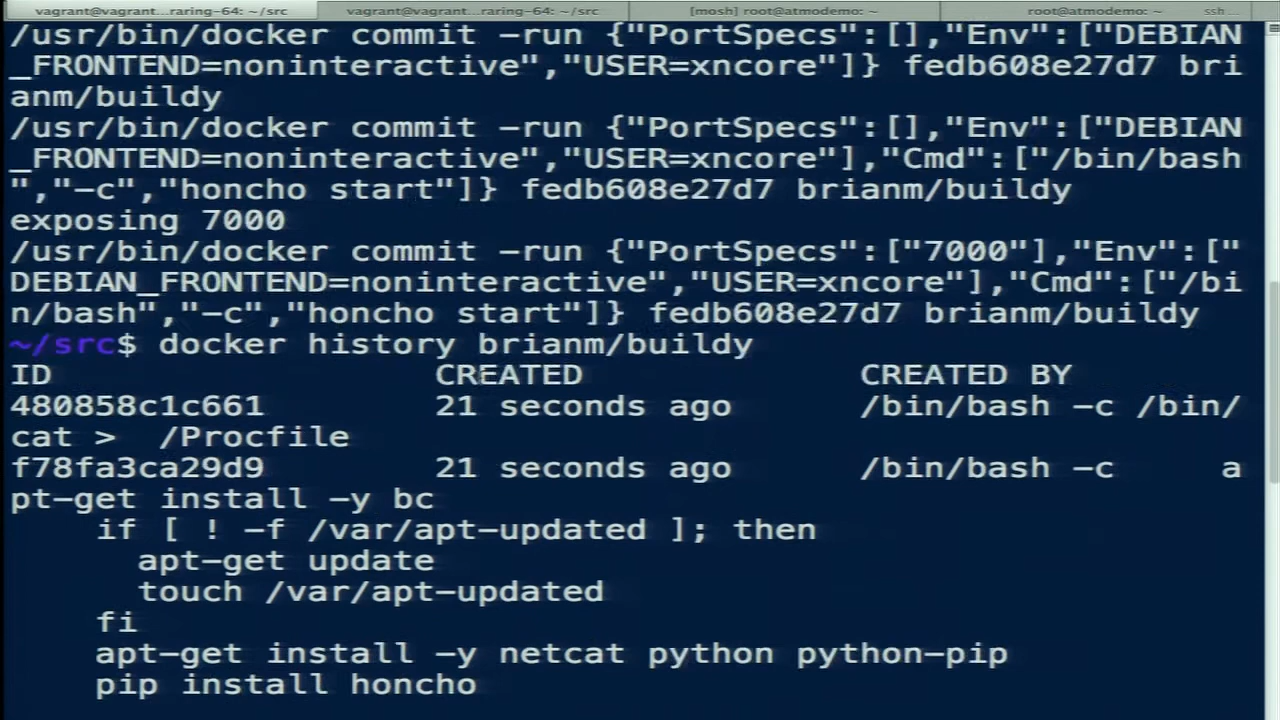 vagrant@vagrant...raring-64: ~/src vagrant@vagrant...raring-64: ~/src [mosh] root@atmodemo: ~ root@atmodemo: ~ ssh
/usr/bin/docker commit -run {"PortSpecs":[],"Env":["DEBIAN
_FRONTEND=noninteractive","USER=xncore"]} fedb608e27d7 bri
anm/buildy
/usr/bin/docker commit -run {"PortSpecs":[],"Env":["DEBIAN
_FRONTEND=noninteractive","USER=xncore"],"Cmd":["/bin/bash
","-c","honcho start"]} fedb608e27d7 brianm/buildy
exposing 7000
/usr/bin/docker commit -run {"PortSpecs":["7000"],"Env":["
DEBIAN_FRONTEND=noninteractive","USER=xncore"],"Cmd":["/bi
n/bash","-c","honcho start"]} fedb608e27d7 brianm/buildy
~/src$ docker history brianm/buildy
ID CREATED CREATED BY
480858c1c661 21 seconds ago /bin/bash -c /bin/
cat > /Procfile
f78fa3ca29d9 21 seconds ago /bin/bash -c a
pt-get install -y bc
if [ ! -f /var/apt-updated ]; then
apt-get update
touch /var/apt-updated
fi
apt-get install -y netcat python python-pip
pip install honcho